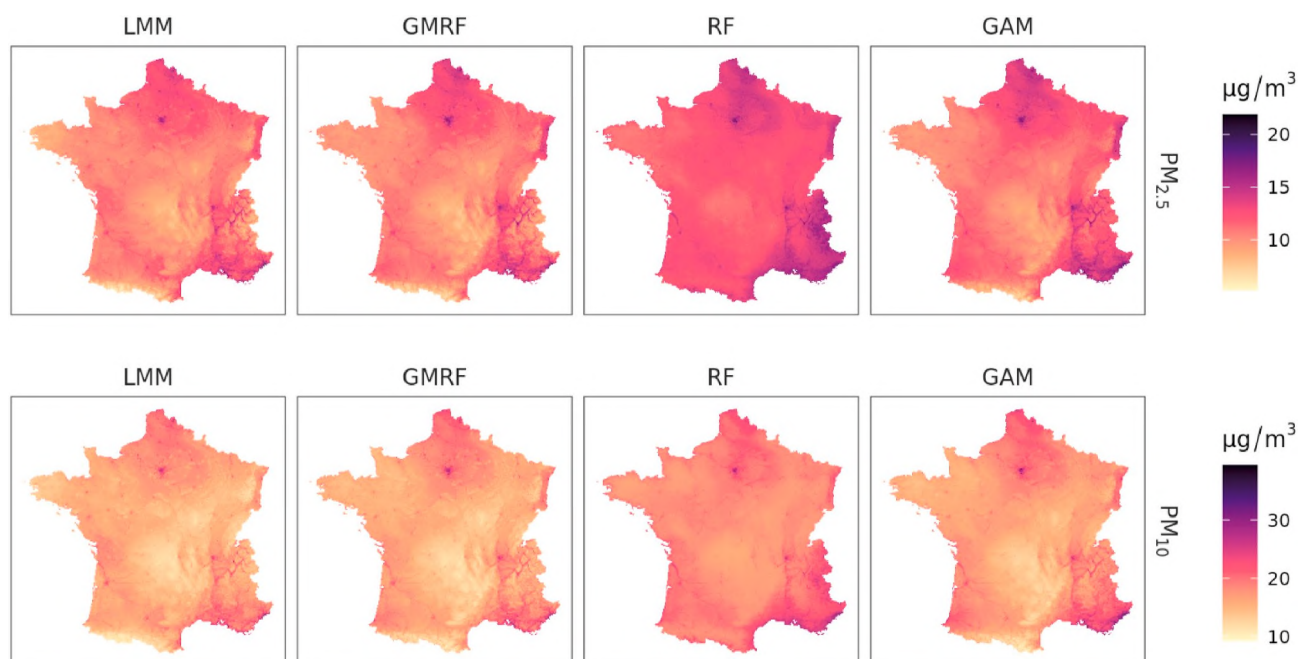 LMM GMRF RF GAM
µg/m³
20
15
10
PM₂.₅
LMM GMRF RF GAM
µg/m³
30
20
10
PM₁₀